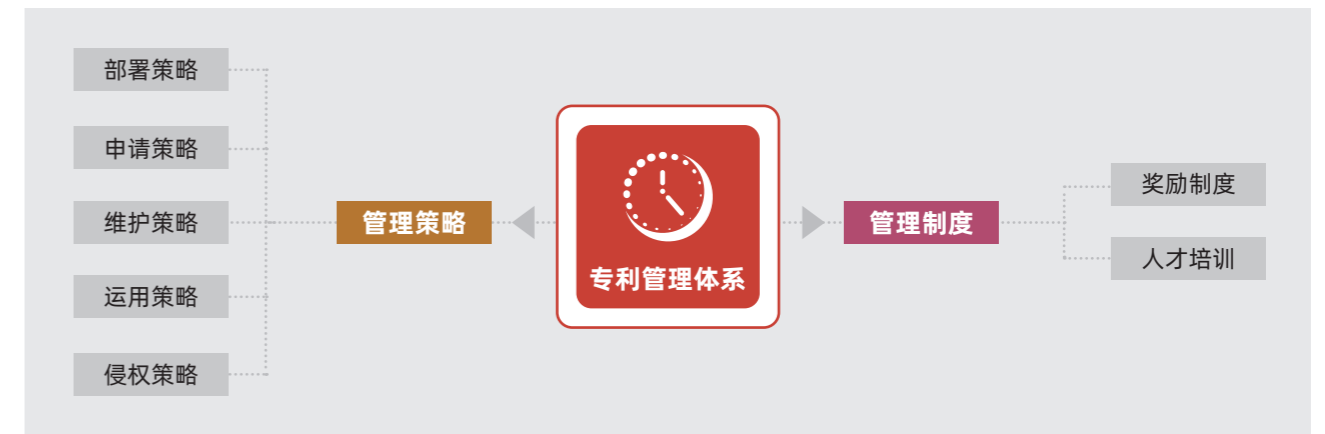 部署策略
申请策略
维护策略
运用策略
侵权策略
管理策略
专利管理体系
管理制度
奖励制度
人才培训